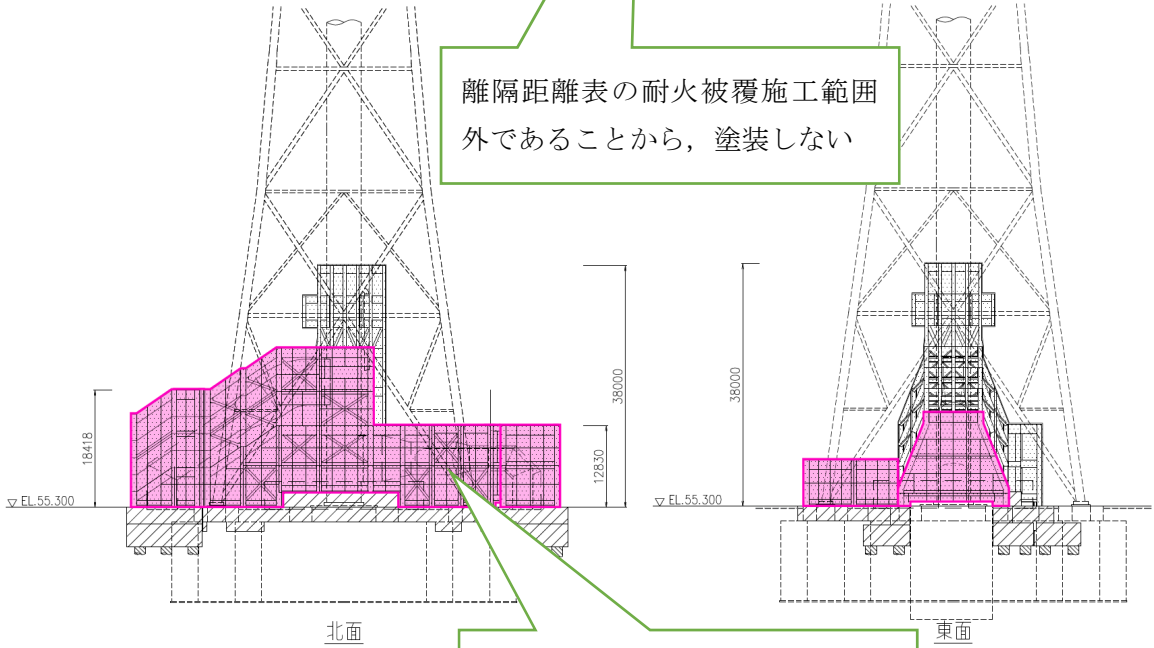 離隔距離表の耐火被覆施工範囲
外であることから，塗装しない
38000
38000
18418
12830
▽ EL.55.300
▽ EL.55.300
北面
東面